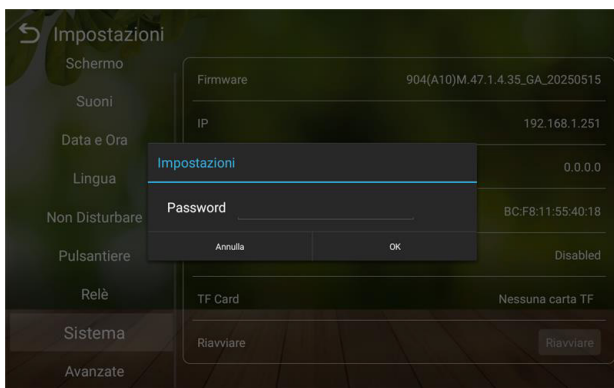 Impostazioni
Schermo
Suoni
Data e Ora
Lingua
Non Disturbare
Pulsantiere
Relè
Sistema
Avanzate
Firmware 904(A10)M.47.1.4.35_GA_20250515
IP 192.168.1.251
0.0.0.0
BC:F8:11:55:40:18
Disabled
TF Card Nessuna carta TF
Riavviare Riavviare
Impostazioni
Password
Annulla OK